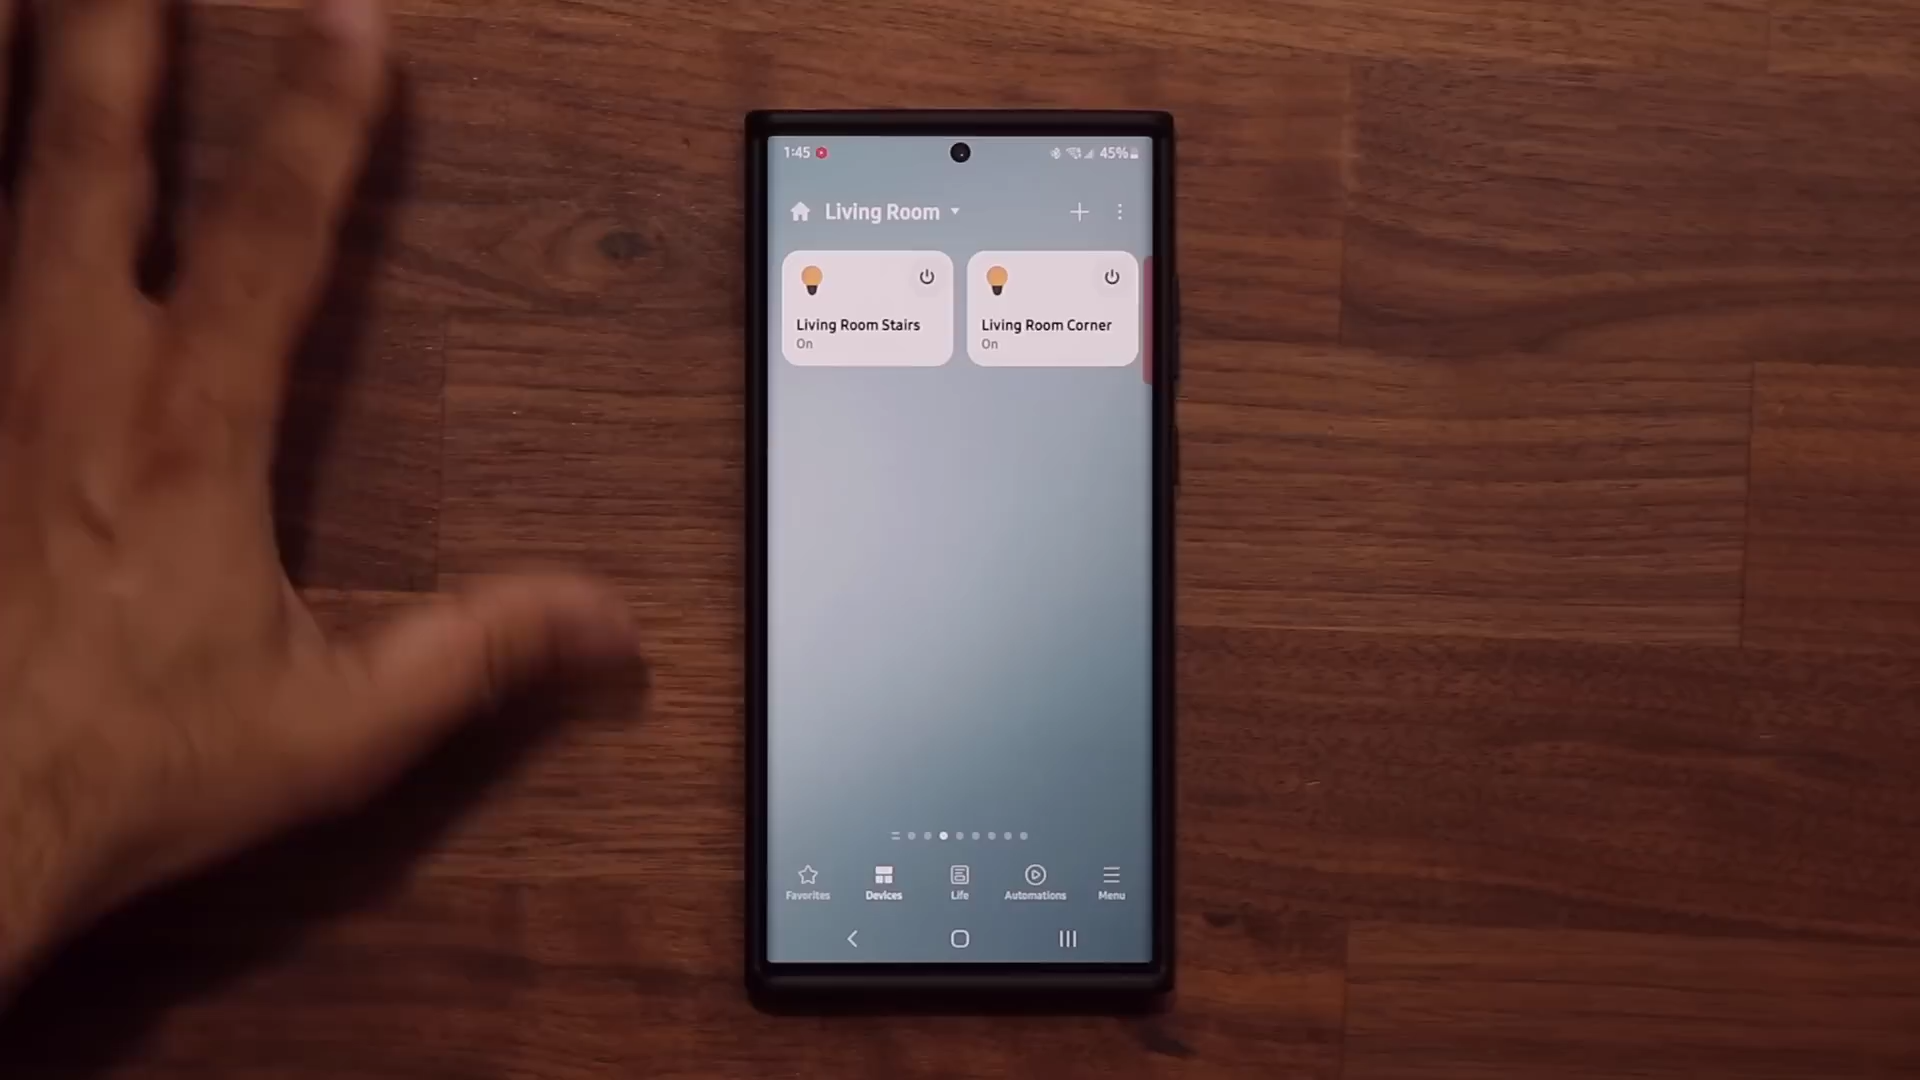 1:45 45%
Living Room
Living Room Stairs
On
Living Room Corner
On
Favorites
Devices
Life
Automations
Menu